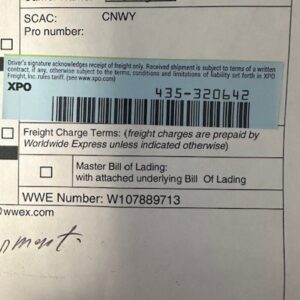 SCAC: CNWY
Pro number:
Driver's signature acknowledges receipt of freight only. Received shipment is subject to terms of a written
contract, if any, otherwise subject to the terms, conditions and limitations of liability set forth in XPO
Freight, Inc. rules tariff. (see www.xpo.com)
XPO
435-320642
Freight Charge Terms: (freight charges are prepaid by
Worldwide Express unless indicated otherwise)
Master Bill of Lading:
with attached underlying Bill Of Lading
WWE Number: W107889713
@wwex.com